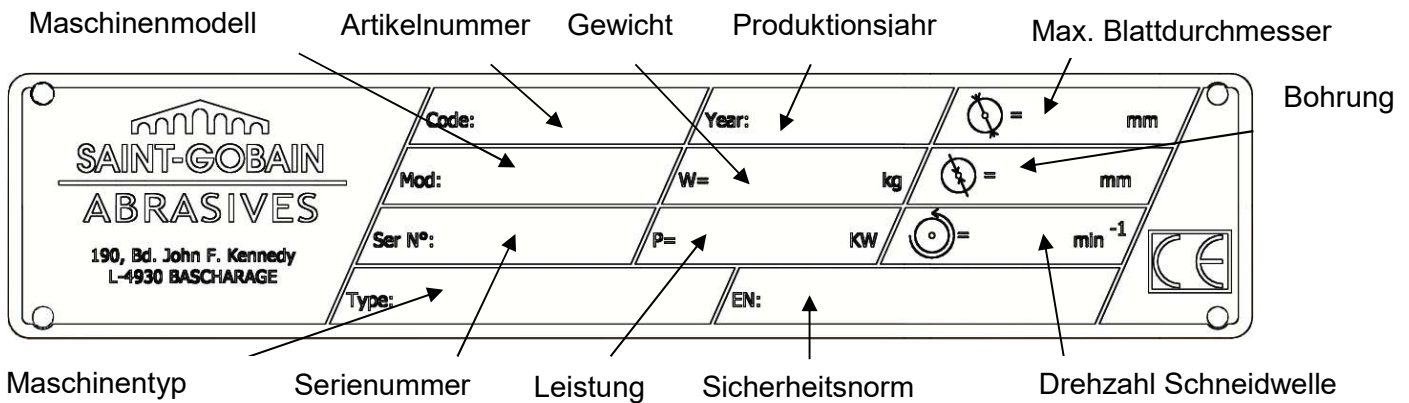 Maschinenmodell Artikelnummer Gewicht Produktionsjahr Max. Blattdurchmesser
Bohrung
SAINT-GOBAIN
ABRASIVES
190, Bd. John F. Kennedy
L-4930 BASCHARAGE
Code: Year: = mm
Mod: W= kg = mm
Ser N°: P= KW = min -1
Type: EN:
CE
Maschinentyp Serienummer Leistung Sicherheitsnorm Drehzahl Schneidwelle